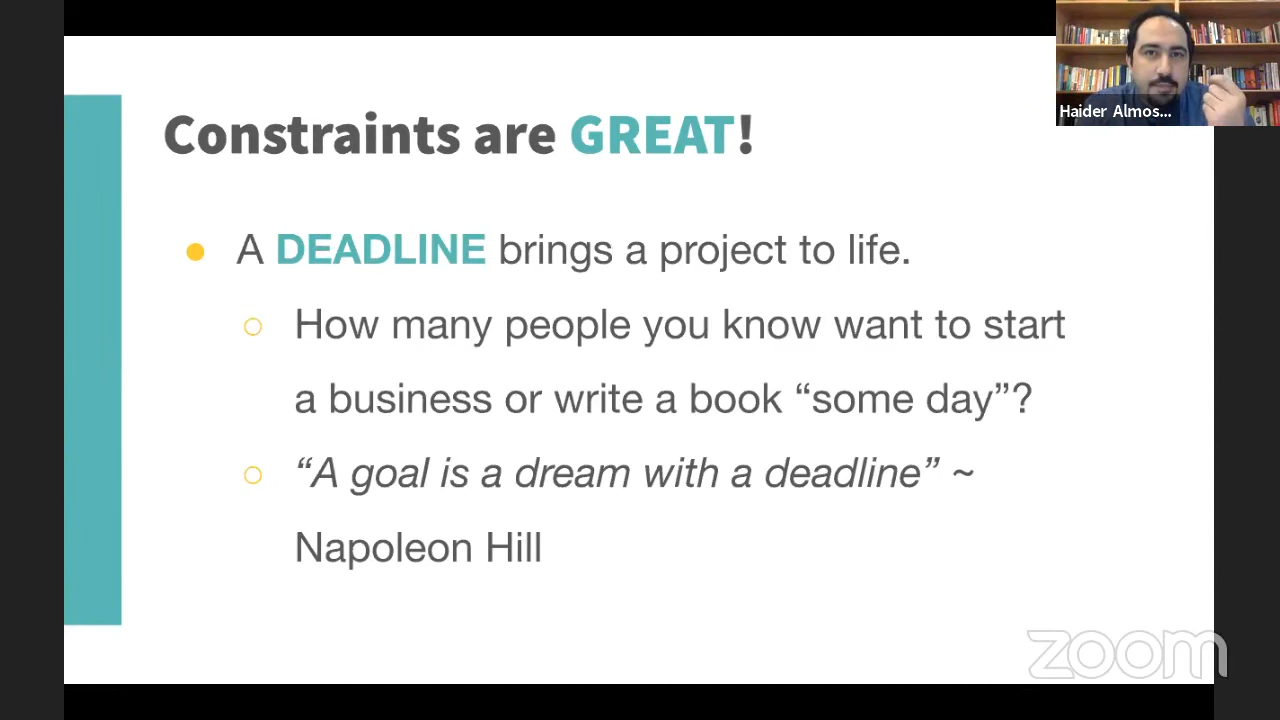 Constraints are GREAT!
● A DEADLINE brings a project to life.
○ How many people you know want to start
a business or write a book “some day”?
○ “A goal is a dream with a deadline” ~
Napoleon Hill
Haider Almos...
zoom